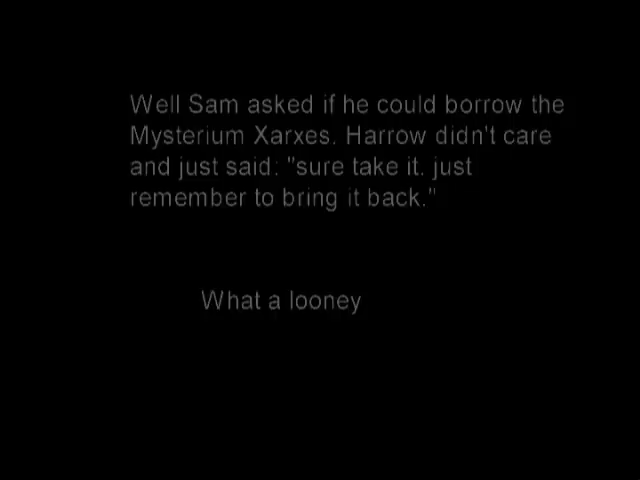 Well Sam asked if he could borrow the
Mysterium Xarxes. Harrow didn't care
and just said: "sure take it. just
remember to bring it back."
What a looney